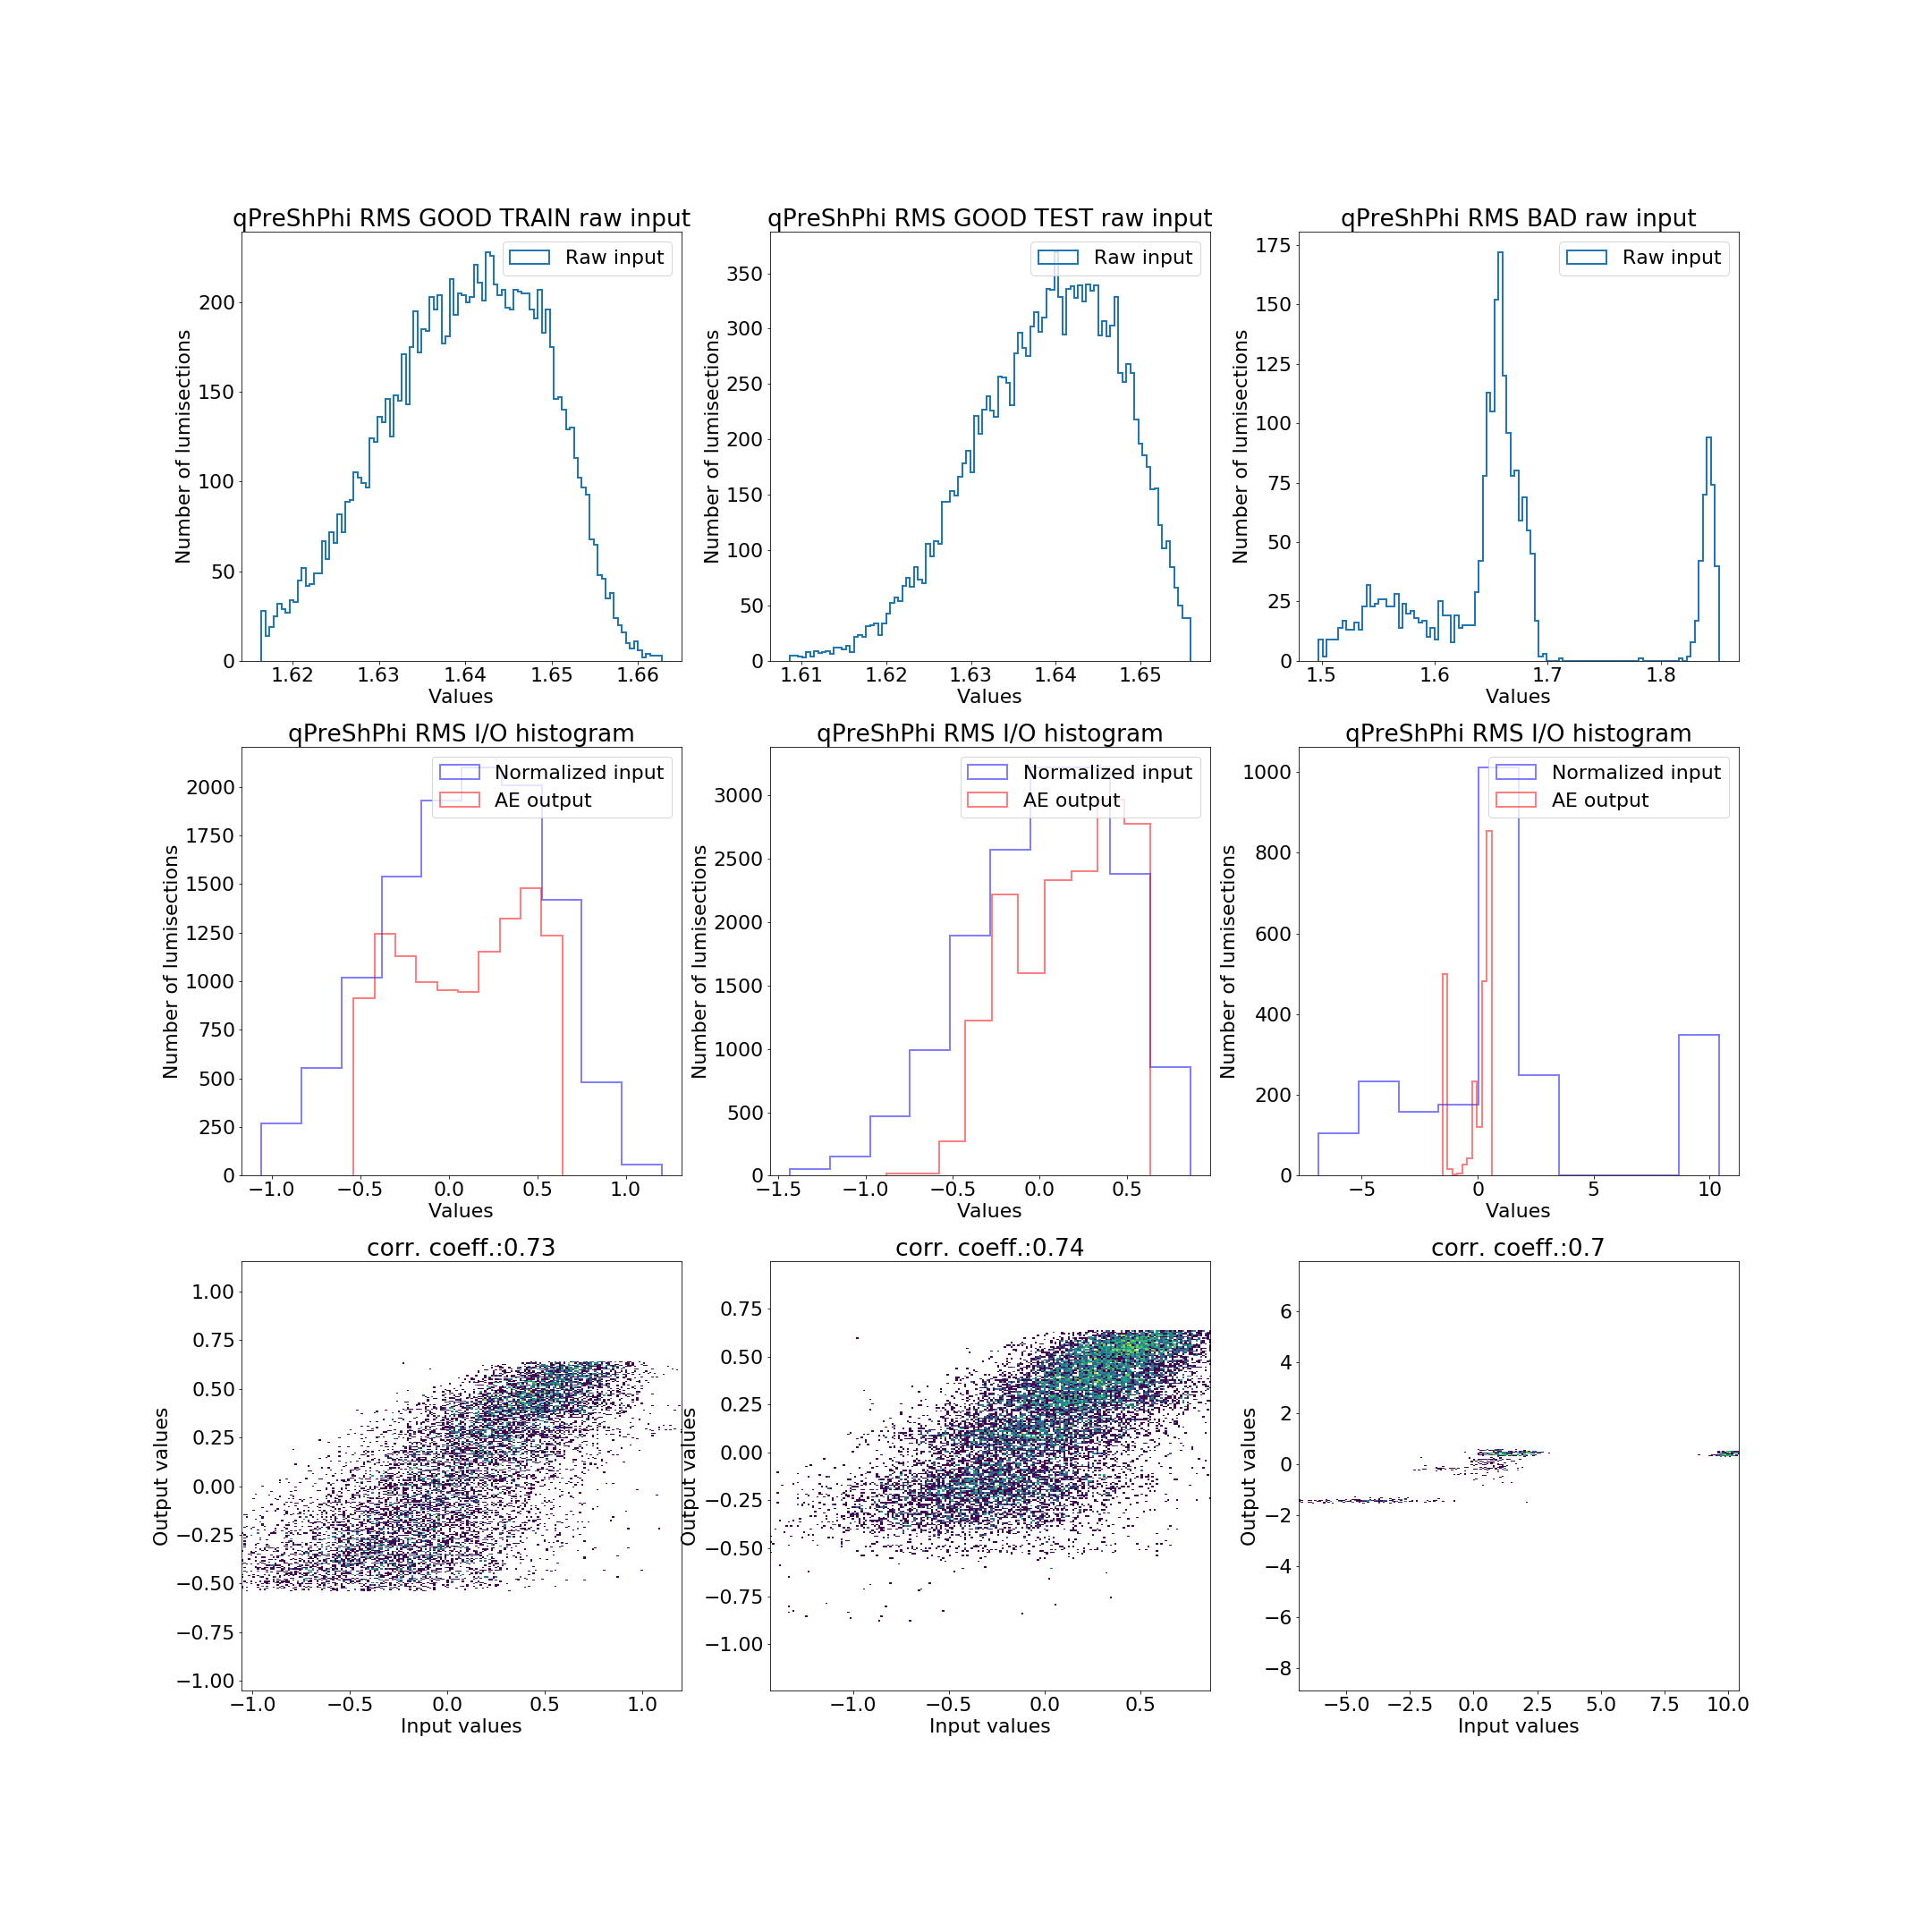 qPreShPhi RMS GOOD TRAIN raw input
Raw input
Number of lumisections
200
150
100
50
0
1.62 1.63 1.64 1.65 1.66
Values
qPreShPhi RMS GOOD TEST raw input
Raw input
Number of lumisections
350
300
250
200
150
100
50
0
1.61 1.62 1.63 1.64 1.65
Values
qPreShPhi RMS BAD raw input
Raw input
Number of lumisections
175
150
125
100
75
50
25
0
1.5 1.6 1.7 1.8
Values
qPreShPhi RMS I/O histogram
Normalized input
AE output
Number of lumisections
2000
1750
1500
1250
1000
750
500
250
0
−1.0 −0.5 0.0 0.5 1.0
Values
qPreShPhi RMS I/O histogram
Normalized input
AE output
Number of lumisections
3000
2500
2000
1500
1000
500
0
−1.5 −1.0 −0.5 0.0 0.5
Values
qPreShPhi RMS I/O histogram
Normalized input
AE output
Number of lumisections
1000
800
600
400
200
0
−5 0 5 10
Values
corr. coeff.:0.73
Output values
1.00
0.75
0.50
0.25
0.00
−0.25
−0.50
−0.75
−1.00
−1.0 −0.5 0.0 0.5 1.0
Input values
corr. coeff.:0.74
Output values
0.75
0.50
0.25
0.00
−0.25
−0.50
−0.75
−1.00
−1.0 −0.5 0.0 0.5
Input values
corr. coeff.:0.7
Output values
6
4
2
0
−2
−4
−6
−8
−5.0 −2.5 0.0 2.5 5.0 7.5 10.0
Input values